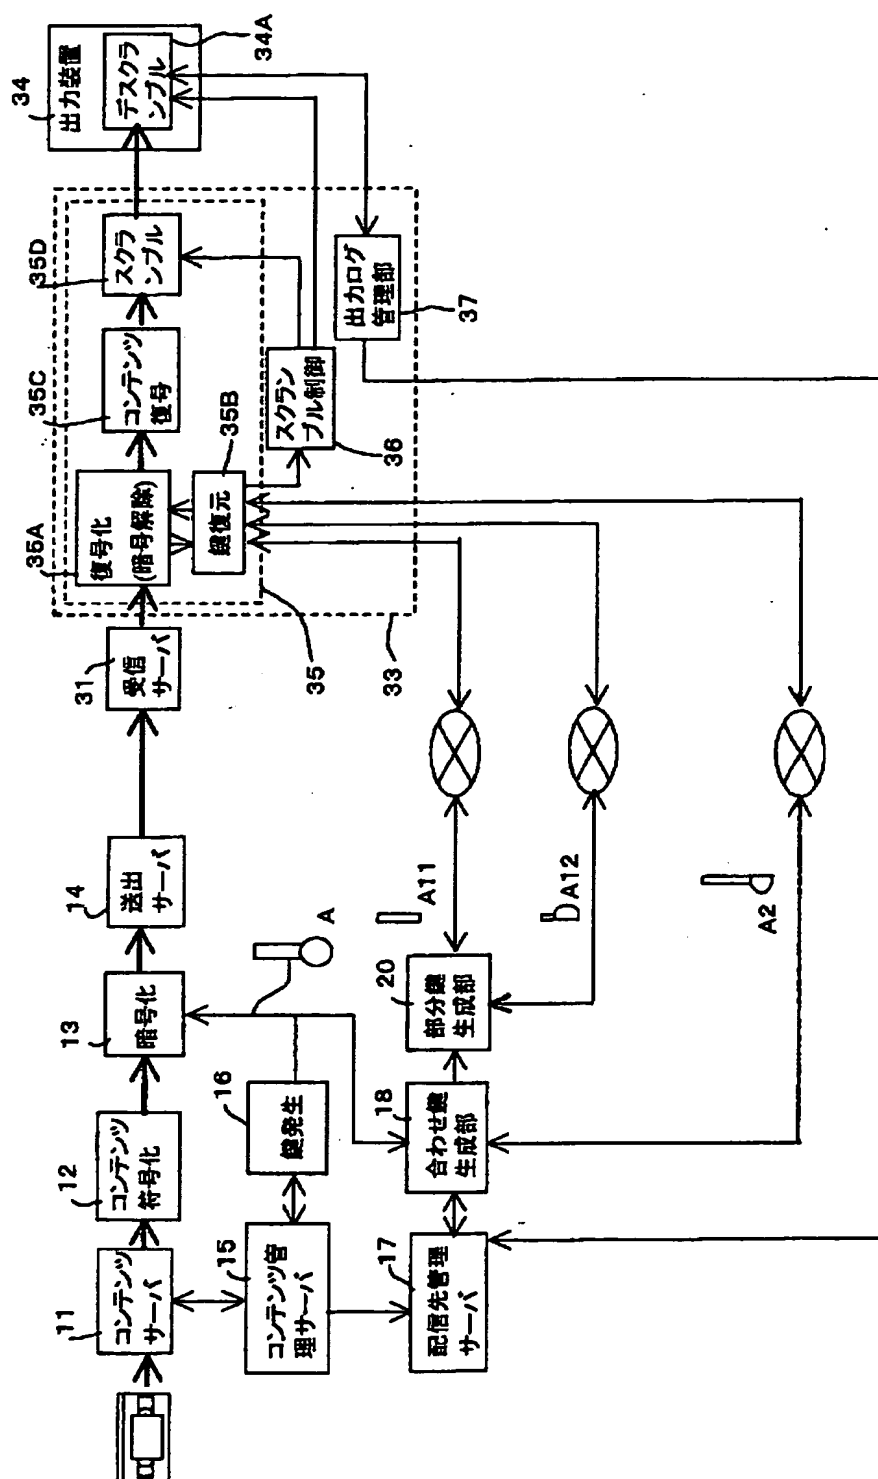 11
コンテンツ
サーバ
12
コンテンツ
符号化
13
暗号化
14
送出
サーバ
31
受信
サーバ
35A
復号化
(暗号解除)
35C
コンテンツ
復号
35D
スクラ
ンブル
34
出力装置
デスクラ
ンブル
34A
35B
鍵復元
スクラン
ブル制御
36
出力ログ
管理部
37
35
33
15
コンテンツ管
理サーバ
16
鍵発生
A
17
配信先管理
サーバ
18
合わせ鍵
生成部
20
部分鍵
生成部
A11
A12
A2